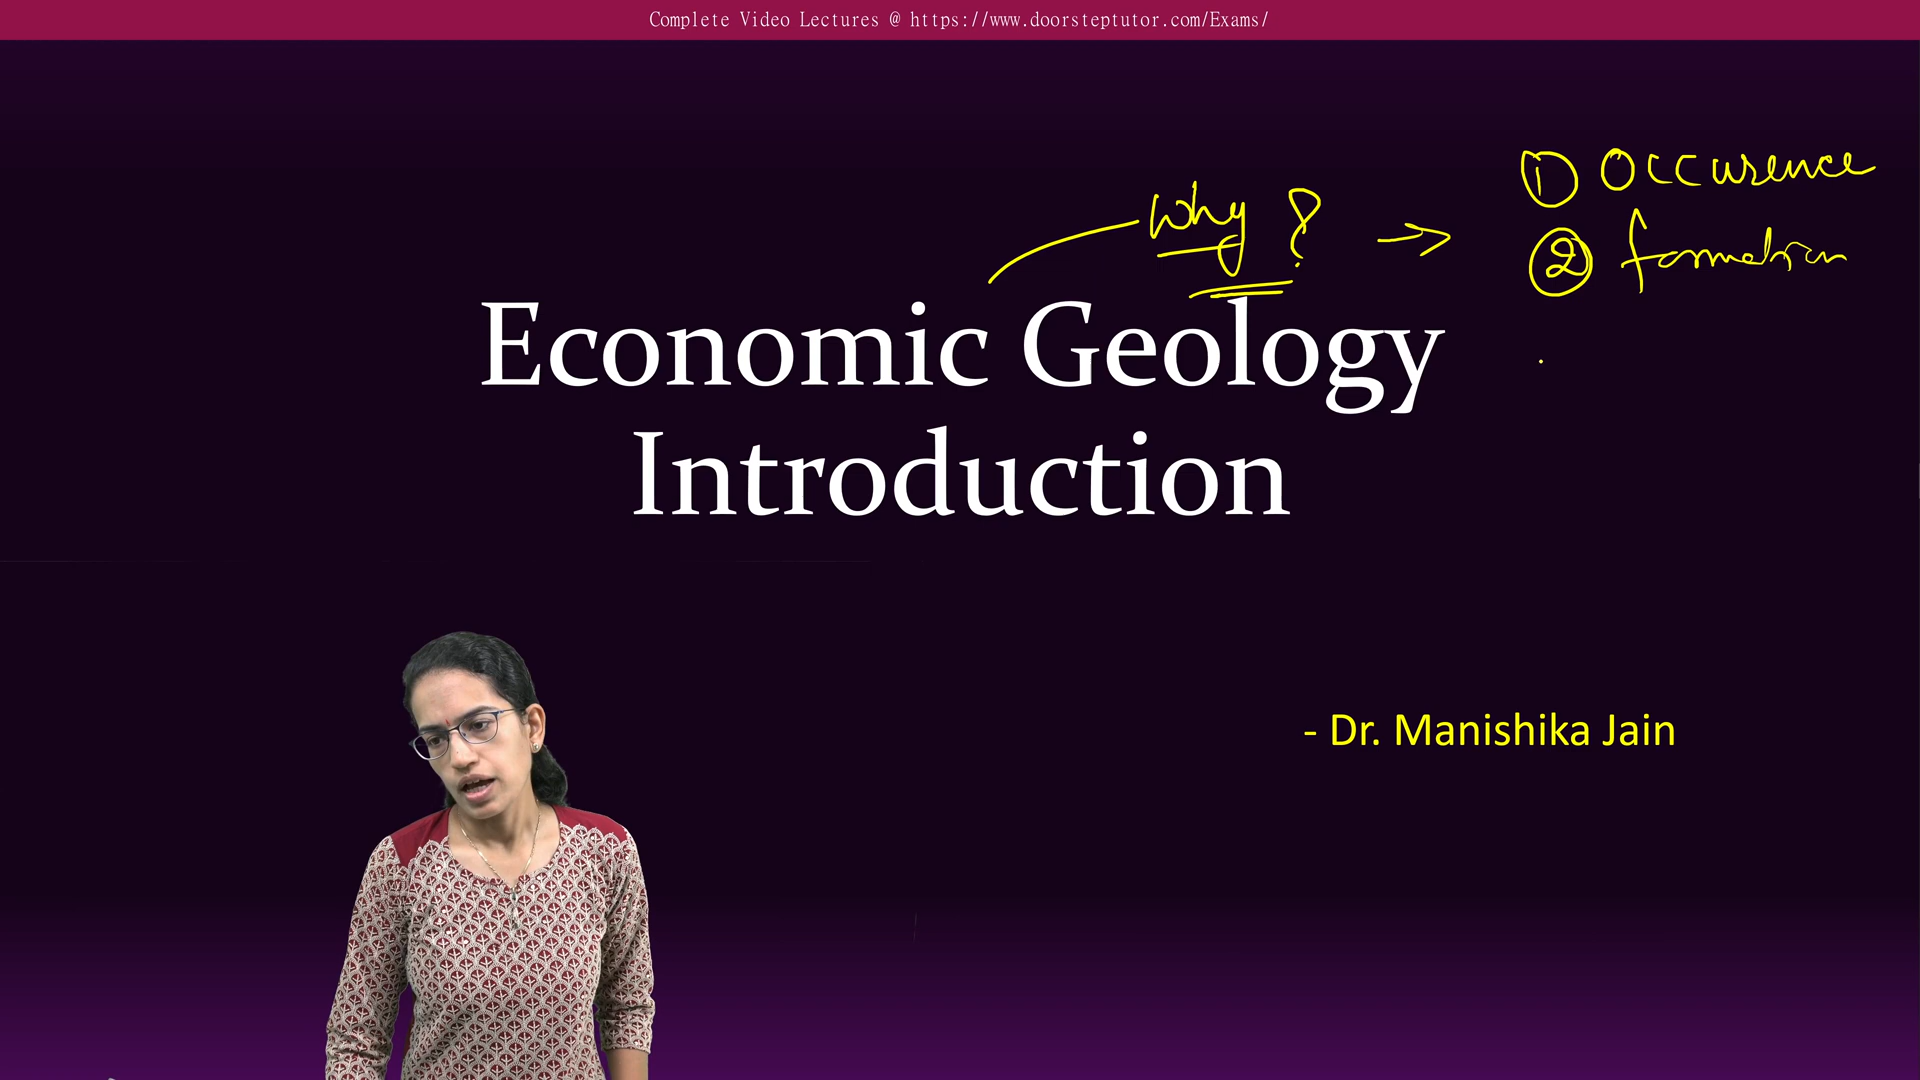 Complete Video Lectures @ https://www.doorsteptutor.com/Exams/
① Occurence
Why ? →
② formation
Economic Geology
Introduction
- Dr. Manishika Jain